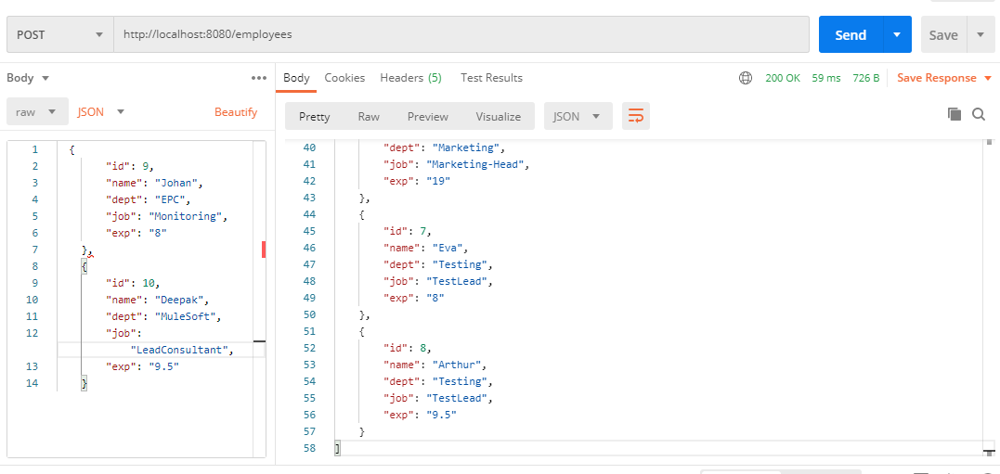 POST http://localhost:8080/employees Send Save
Body Body Cookies Headers (5) Test Results 200 OK 59 ms 726 B Save Response
raw JSON Beautify Pretty Raw Preview Visualize JSON
1 {
2 "id": 9,
3 "name": "Johan",
4 "dept": "EPC",
5 "job": "Monitoring",
6 "exp": "8"
7 },
8 {
9 "id": 10,
10 "name": "Deepak",
11 "dept": "MuleSoft",
12 "job":
"LeadConsultant",
13 "exp": "9.5"
14 }
40 "dept": "Marketing",
41 "job": "Marketing-Head",
42 "exp": "19"
43 },
44 {
45 "id": 7,
46 "name": "Eva",
47 "dept": "Testing",
48 "job": "TestLead",
49 "exp": "8"
50 },
51 {
52 "id": 8,
53 "name": "Arthur",
54 "dept": "Testing",
55 "job": "TestLead",
56 "exp": "9.5"
57 }
58 ]